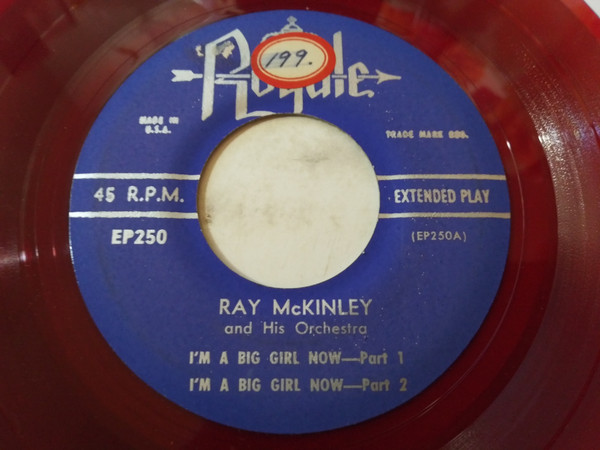 Royale
199.
MADE IN
U.S.A.
TRADE MARK REG.
45 R.P.M.
EXTENDED PLAY
EP250
(EP250A)
RAY McKINLEY
and His Orchestra
I'M A BIG GIRL NOW—Part 1
I'M A BIG GIRL NOW—Part 2